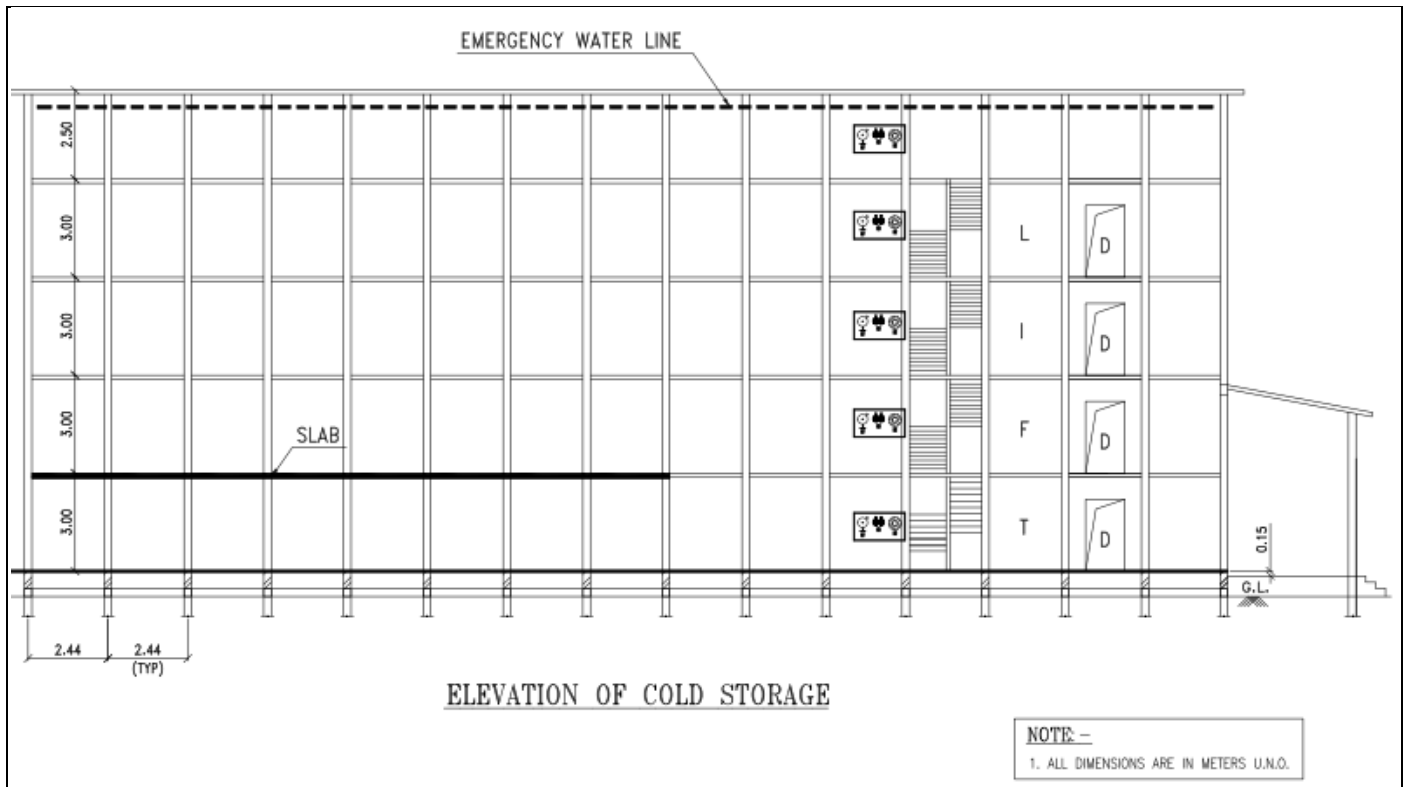 EMERGENCY WATER LINE
2.50
3.00
L
D
3.00
I
D
3.00
SLAB
F
D
3.00
T
D
0.15
G.L.
2.44
2.44
(TYP)
ELEVATION OF COLD STORAGE
NOTE:-
1. ALL DIMENSIONS ARE IN METERS U.N.O.